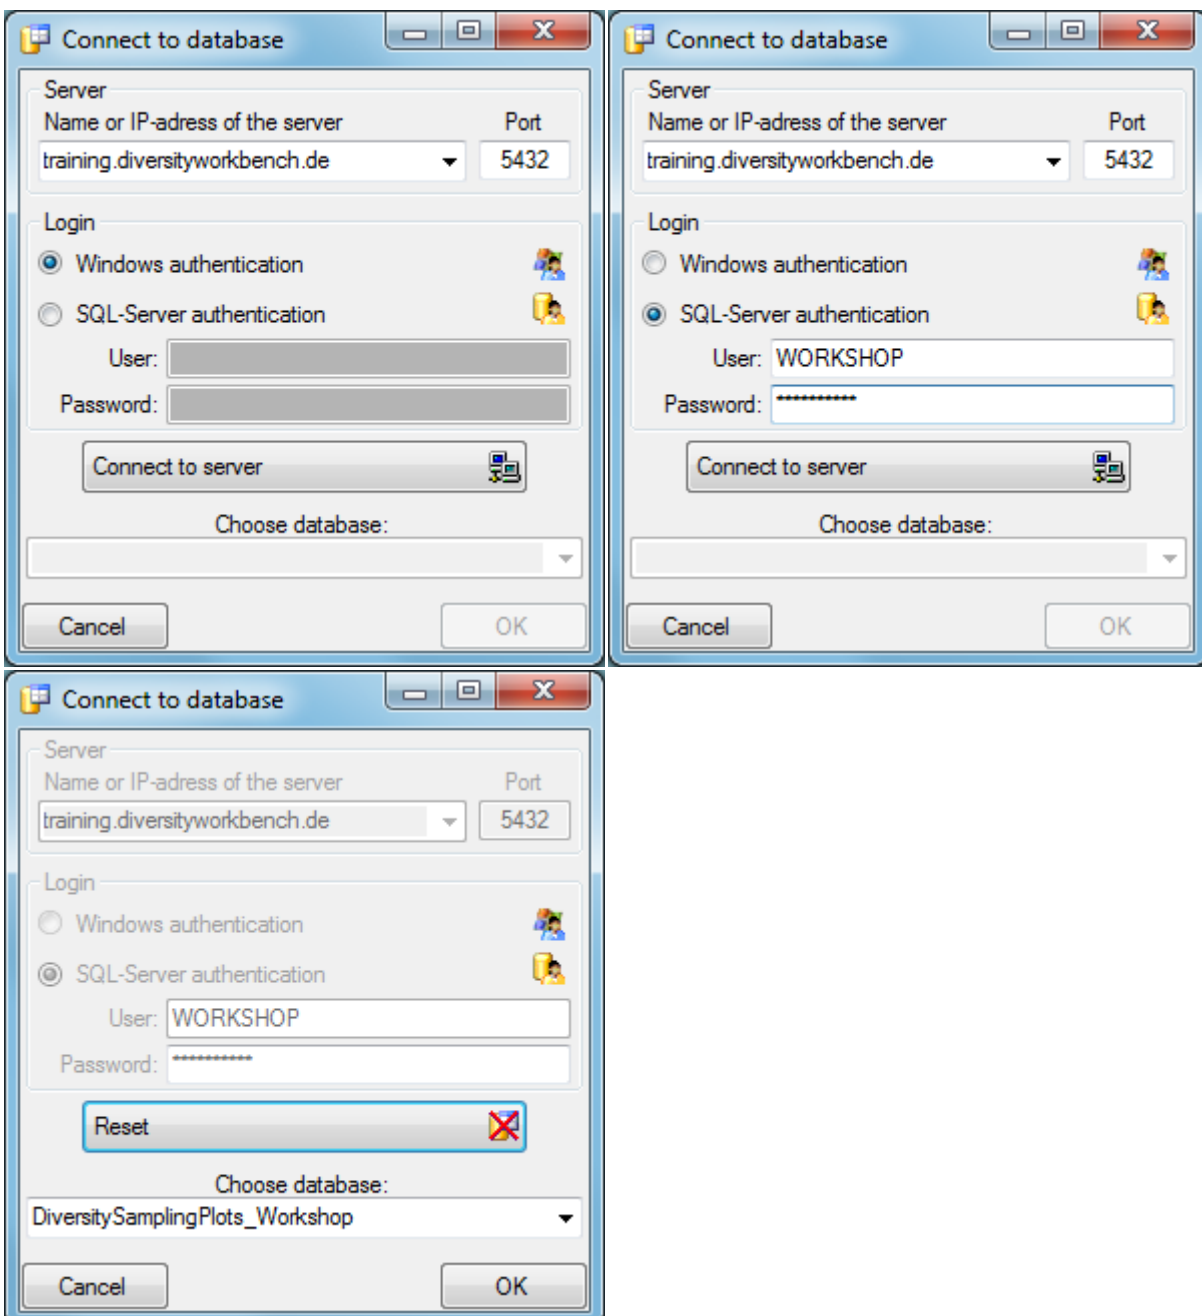 Connect to database
Server
Name or IP-adress of the server Port
training.diversityworkbench.de 5432
Login
Windows authentication
SQL-Server authentication
User:
Password:
Connect to server
Choose database:
Cancel OK
Connect to database
Server
Name or IP-adress of the server Port
training.diversityworkbench.de 5432
Login
Windows authentication
SQL-Server authentication
User: WORKSHOP
Password: **********
Connect to server
Choose database:
Cancel OK
Connect to database
Server
Name or IP-adress of the server Port
training.diversityworkbench.de 5432
Login
Windows authentication
SQL-Server authentication
User: WORKSHOP
Password: **********
Reset
Choose database:
DiversitySamplingPlots_Workshop
Cancel OK